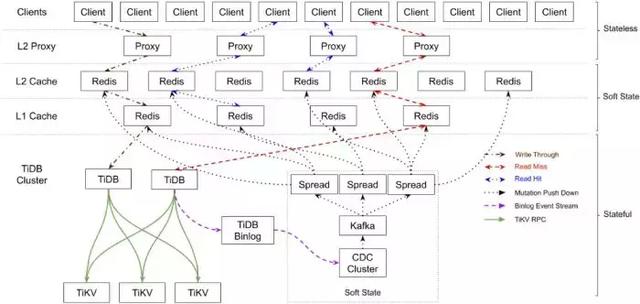 Clients
Client Client Client Client Client Client Client Client Client Client Client
Stateless
L2 Proxy
Proxy Proxy Proxy Proxy
L2 Cache
Redis Redis Redis Redis Redis Redis Redis
Soft State
L1 Cache
Redis Redis Redis Redis
TiDB
Cluster
TiDB TiDB
Spread Spread Spread
Write Through
Read Miss
Read Hit
Mutation Push Down
Binlog Event Stream
TiKV RPC
Stateful
TiDB
Binlog
Kafka
CDC
Cluster
TiKV TiKV TiKV
Soft State